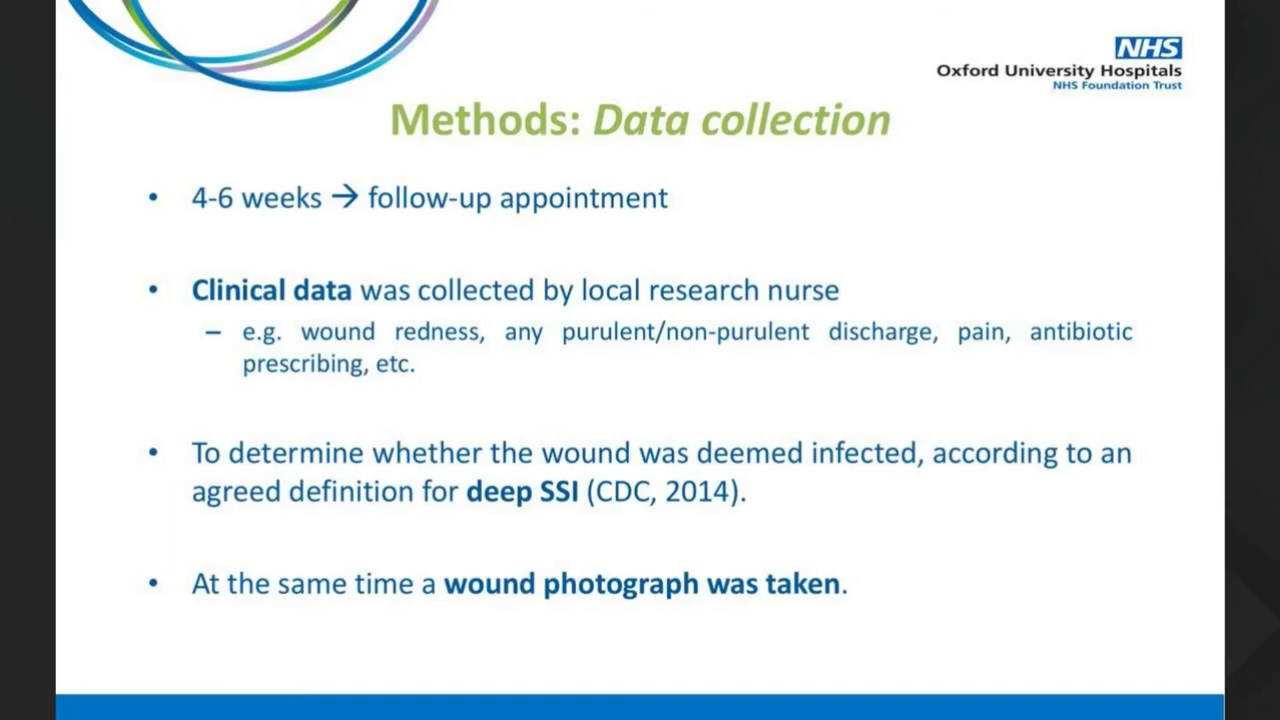 NHS
Oxford University Hospitals
NHS Foundation Trust
Methods: Data collection
• 4-6 weeks → follow-up appointment
• Clinical data was collected by local research nurse
– e.g. wound redness, any purulent/non-purulent discharge, pain, antibiotic
prescribing, etc.
• To determine whether the wound was deemed infected, according to an
agreed definition for deep SSI (CDC, 2014).
• At the same time a wound photograph was taken.